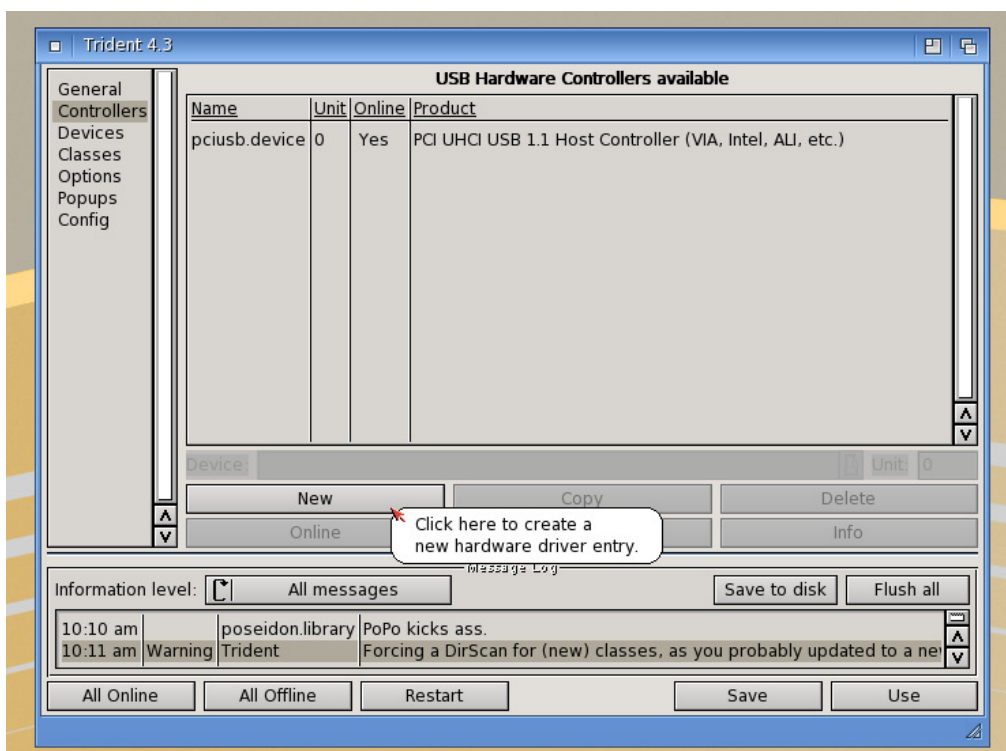 Trident 4.3
General
Controllers
Devices
Classes
Options
Popups
Config
USB Hardware Controllers available
Name Unit Online Product
pciusb.device 0 Yes PCI UHCI USB 1.1 Host Controller (VIA, Intel, ALI, etc.)
Device: Unit: 0
New Copy Delete
Online Info
Click here to create a
new hardware driver entry.
Message Log
Information level: All messages Save to disk Flush all
10:10 am poseidon.library PoPo kicks ass.
10:11 am Warning Trident Forcing a DirScan for (new) classes, as you probably updated to a
All Online All Offline Restart Save Use